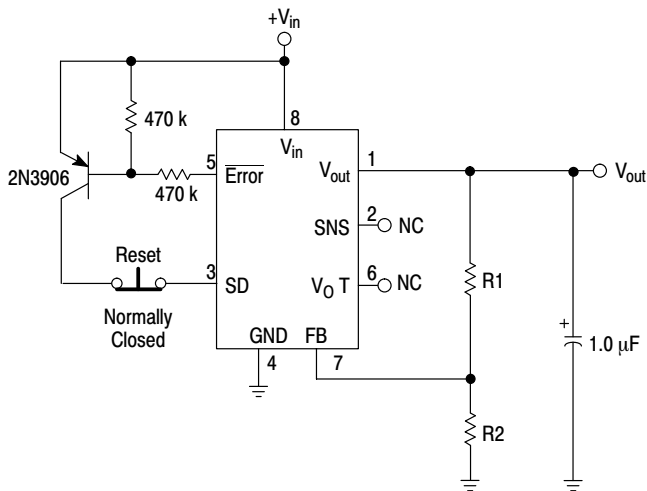 +Vin
470 k
8
Vin
1
Vout
Vout
5
Error
2N3906
470 k
2
SNS
NC
Reset
3
SD
6
VO T
NC
R1
Normally
Closed
GND
FB
4
7
+
1.0 µF
R2